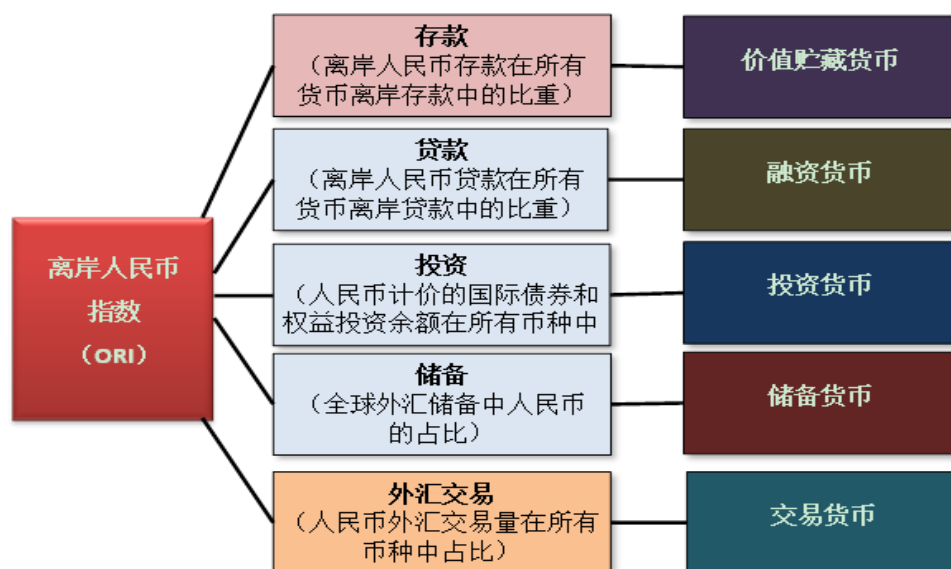 离岸人民币
指数
（ORI）
存款
（离岸人民币存款在所有
货币离岸存款中的比重）
价值贮藏货币
贷款
（离岸人民币贷款在所有
货币离岸贷款中的比重）
融资货币
投资
（人民币计价的国际债券和
权益投资余额在所有币种中
投资货币
储备
（全球外汇储备中人民币
的占比）
储备货币
外汇交易
（人民币外汇交易量在所有
币种中占比）
交易货币